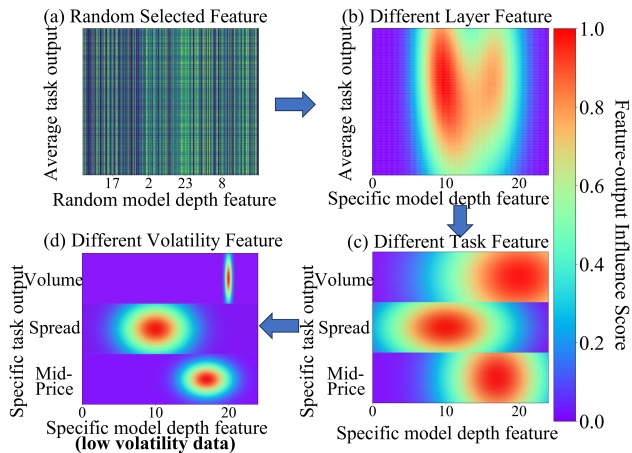 (a) Random Selected Feature
Average task output
17 2 23 8
Random model depth feature
(b) Different Layer Feature
Average task output
0 10 20
Specific model depth feature
(c) Different Task Feature
Specific task output
Volume
Spread
Mid-
Price
0 10 20
Specific model depth feature
(d) Different Volatility Feature
Specific task output
Volume
Spread
Mid-
Price
0 10 20
Specific model depth feature
(low volatility data)
1.0
0.8
0.6
0.4
0.2
0.0
Feature-output Influence Score